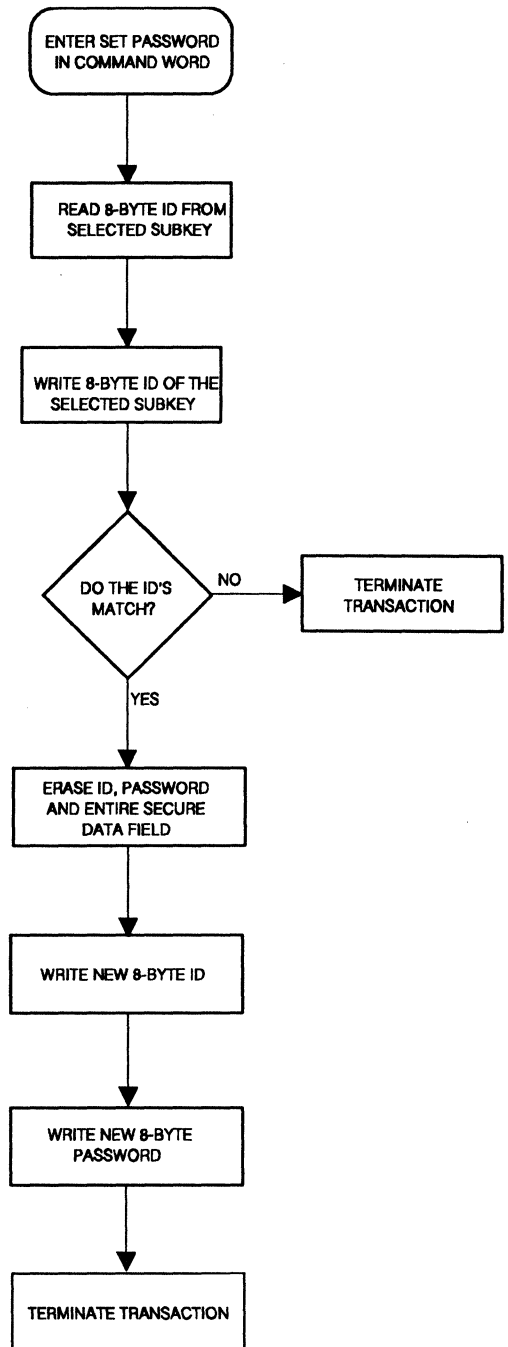 ENTER SET PASSWORD
IN COMMAND WORD
READ 8-BYTE ID FROM
SELECTED SUBKEY
WRITE 8-BYTE ID OF THE
SELECTED SUBKEY
DO THE ID'S
MATCH?
NO
TERMINATE
TRANSACTION
YES
ERASE ID, PASSWORD
AND ENTIRE SECURE
DATA FIELD
WRITE NEW 8-BYTE ID
WRITE NEW 8-BYTE
PASSWORD
TERMINATE TRANSACTION